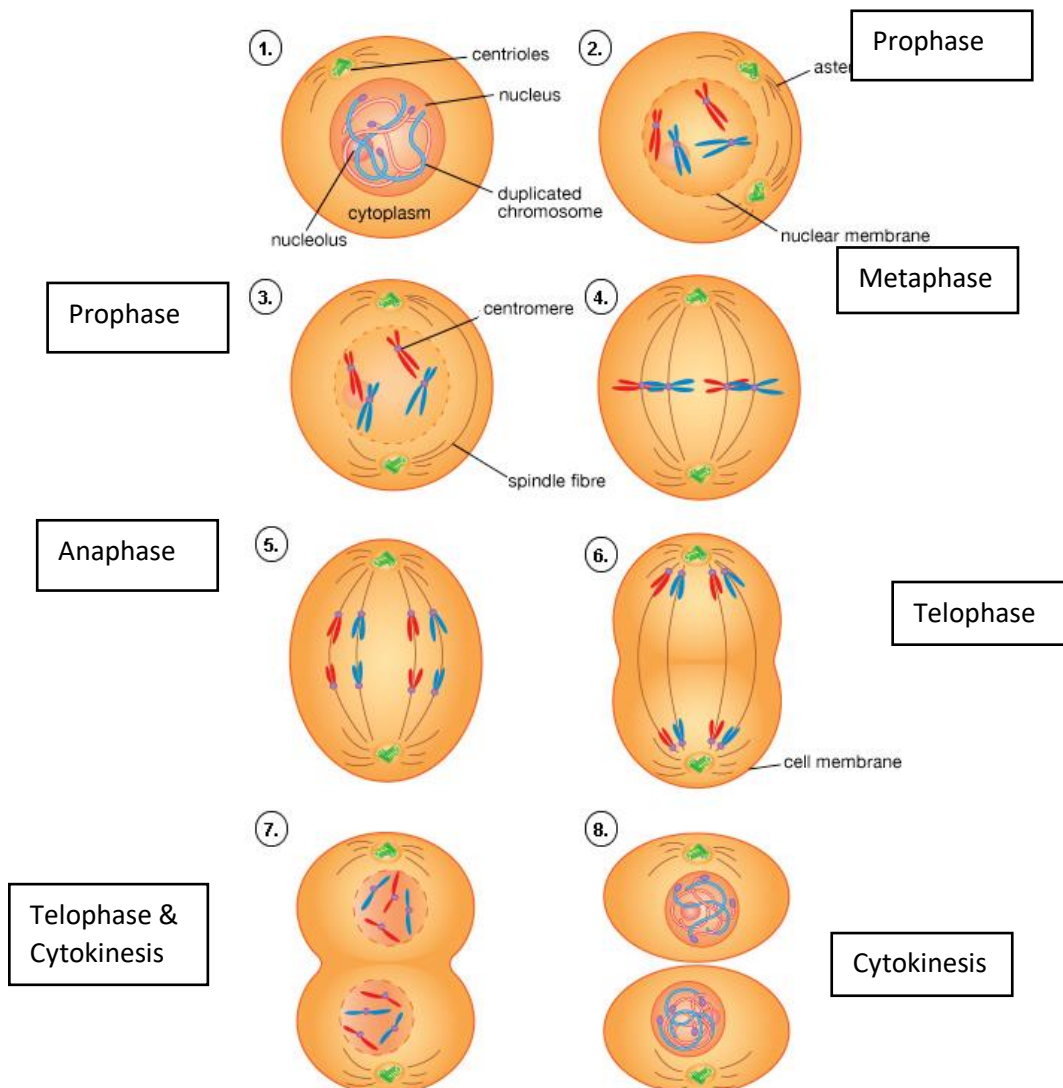 1.
centrioles
nucleus
duplicated
chromosome
cytoplasm
nucleolus
2.
Prophase
aster
nuclear membrane
Prophase
3.
centromere
spindle fibre
Metaphase
4.
Anaphase
5.
6.
Telophase
cell membrane
7.
Telophase &
Cytokinesis
8.
Cytokinesis